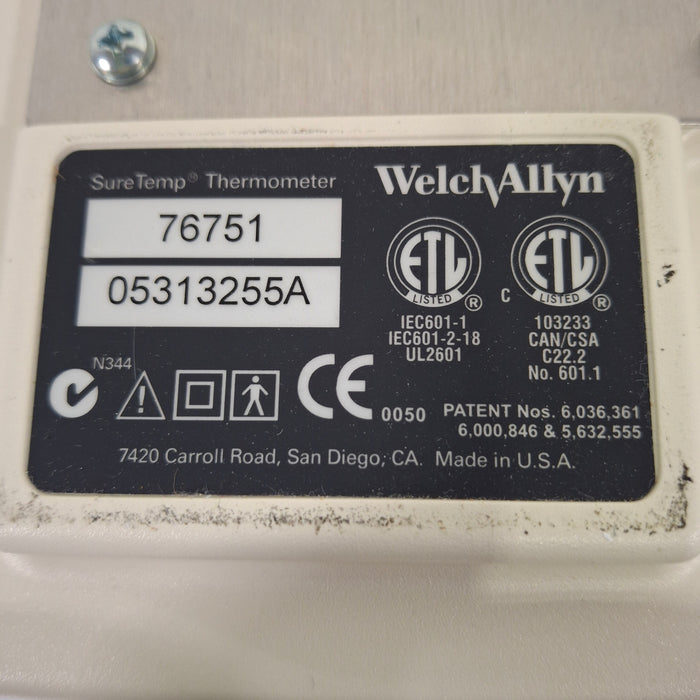 SureTemp® Thermometer
WelchAllyn®
76751
05313255A
ETL
LISTED ®
IEC601-1
IEC601-2-18
UL2601
C
ETL
LISTED ®
103233
CAN/CSA
C22.2
No. 601.1
N344
CE 0050
PATENT Nos. 6,036,361
6,000,846 & 5,632,555
7420 Carroll Road, San Diego, CA. Made in U.S.A.